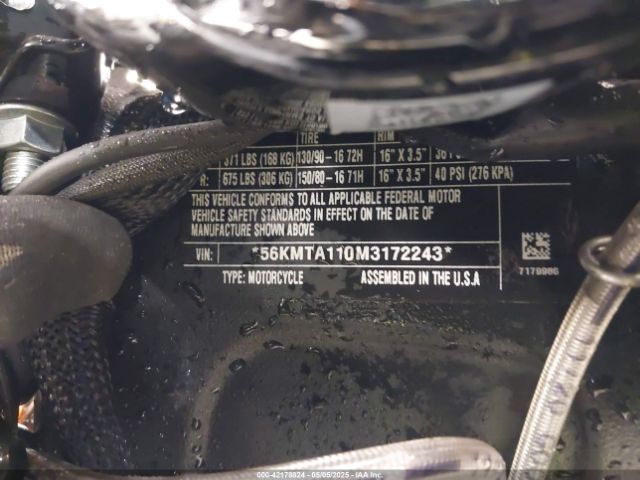 TIRE RIM
371 LBS (168 KG) 130/90-16 72H 16" X 3.5"
R: 675 LBS (306 KG) 150/80-16 71H 16" X 3.5" 40 PSI (276 KPA)
THIS VEHICLE CONFORMS TO ALL APPLICABLE FEDERAL MOTOR
VEHICLE SAFETY STANDARDS IN EFFECT ON THE DATE OF
MANUFACTURE SHOWN ABOVE
VIN: *56KMTA110M3172243*
7178986
TYPE: MOTORCYCLE ASSEMBLED IN THE U.S.A
000-42178824 - 05/05/2025 - IAAI.COM